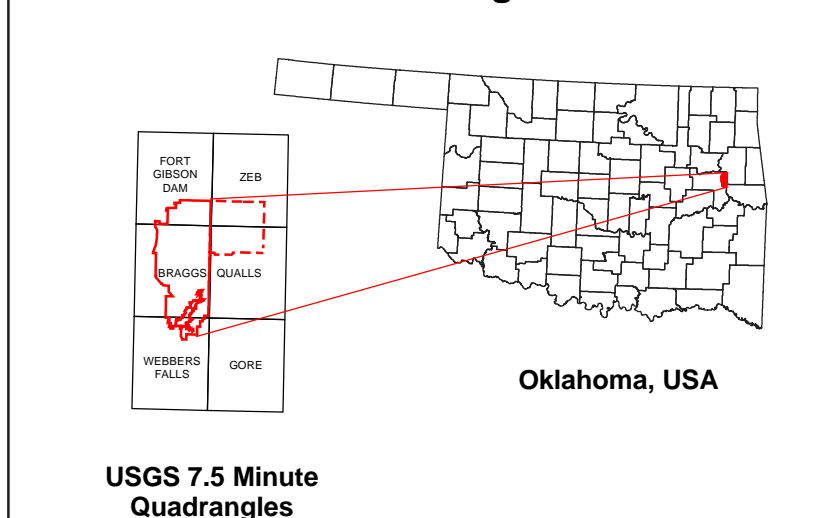 FORT
GIBSON
DAM
ZEB
BRAGGS
QUALLS
WEBBERS
FALLS
GORE
Oklahoma, USA
USGS 7.5 Minute
Quadrangles